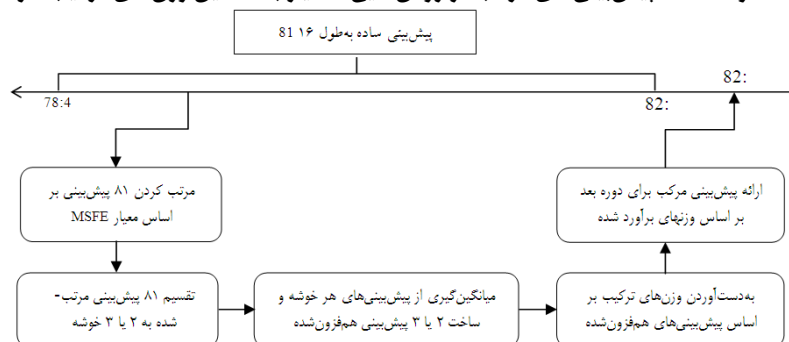 81 پیش‌بینی ساده به‌طول ۱۶
82:
78:4
82:
مرتب کردن ۸۱ پیش‌بینی بر
اساس معیار MSFE
ارائه پیش‌بینی مرکب برای دوره بعد
بر اساس وزنهای برآورد شده
تقسیم ۸۱ پیش‌بینی مرتب-
شده به ۲ یا ۳ خوشه
میانگین‌گیری از پیش‌بینی‌های هر خوشه و
ساخت ۲ یا ۳ پیش‌بینی هم‌فزون‌شده
به‌دست‌آوردن وزن‌های ترکیب بر
اساس پیش‌بینی‌های هم‌فزون‌شده